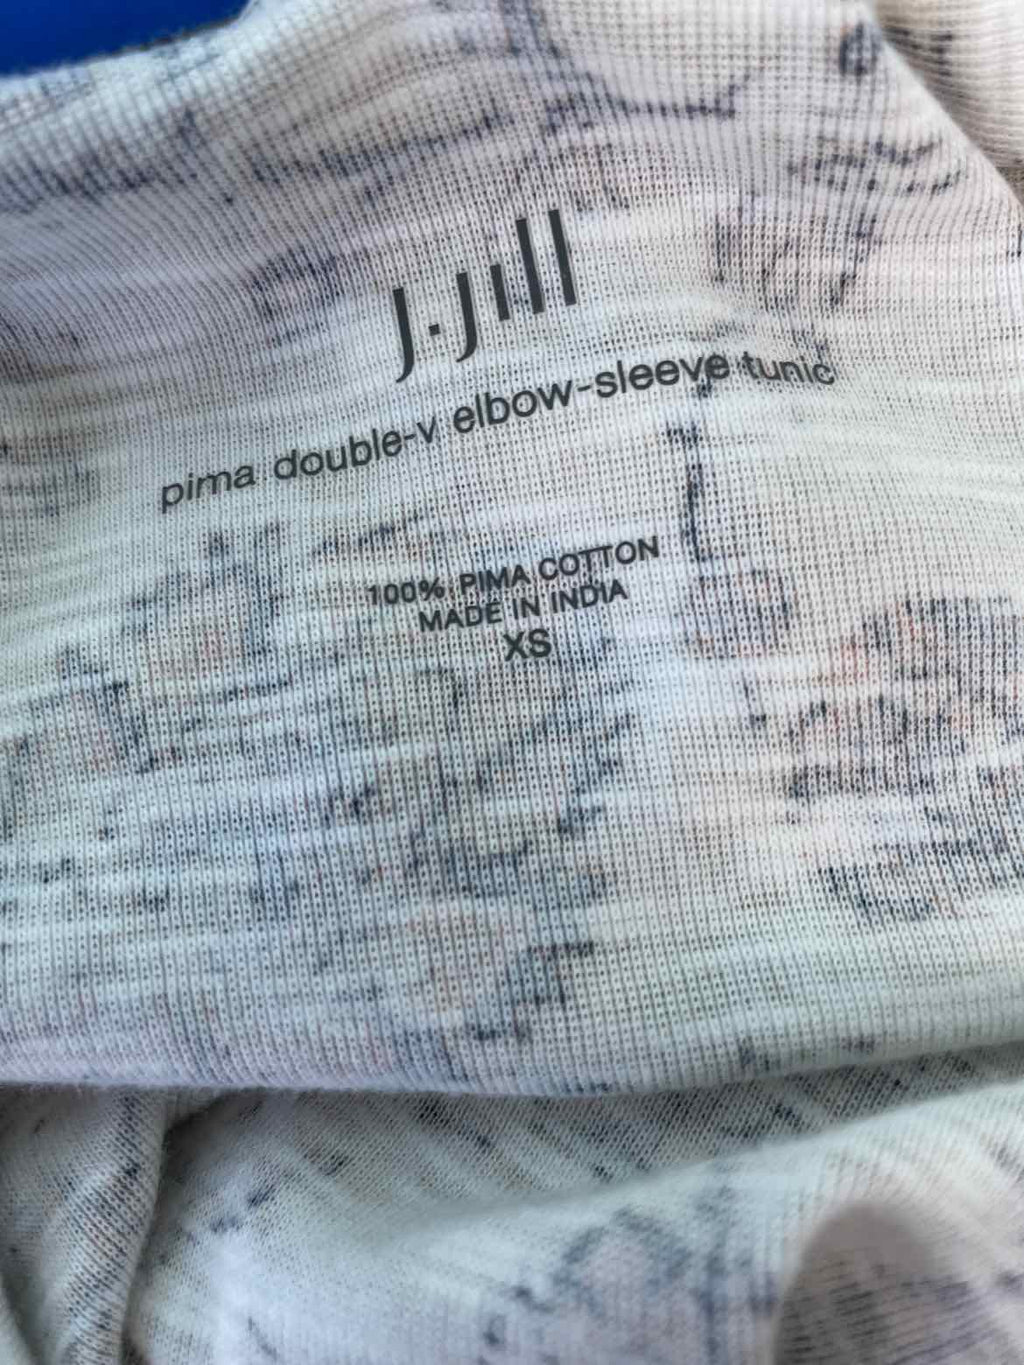 J.Jill
pima double-v elbow-sleeve tunic
100% PIMA COTTON
MADE IN INDIA
XS